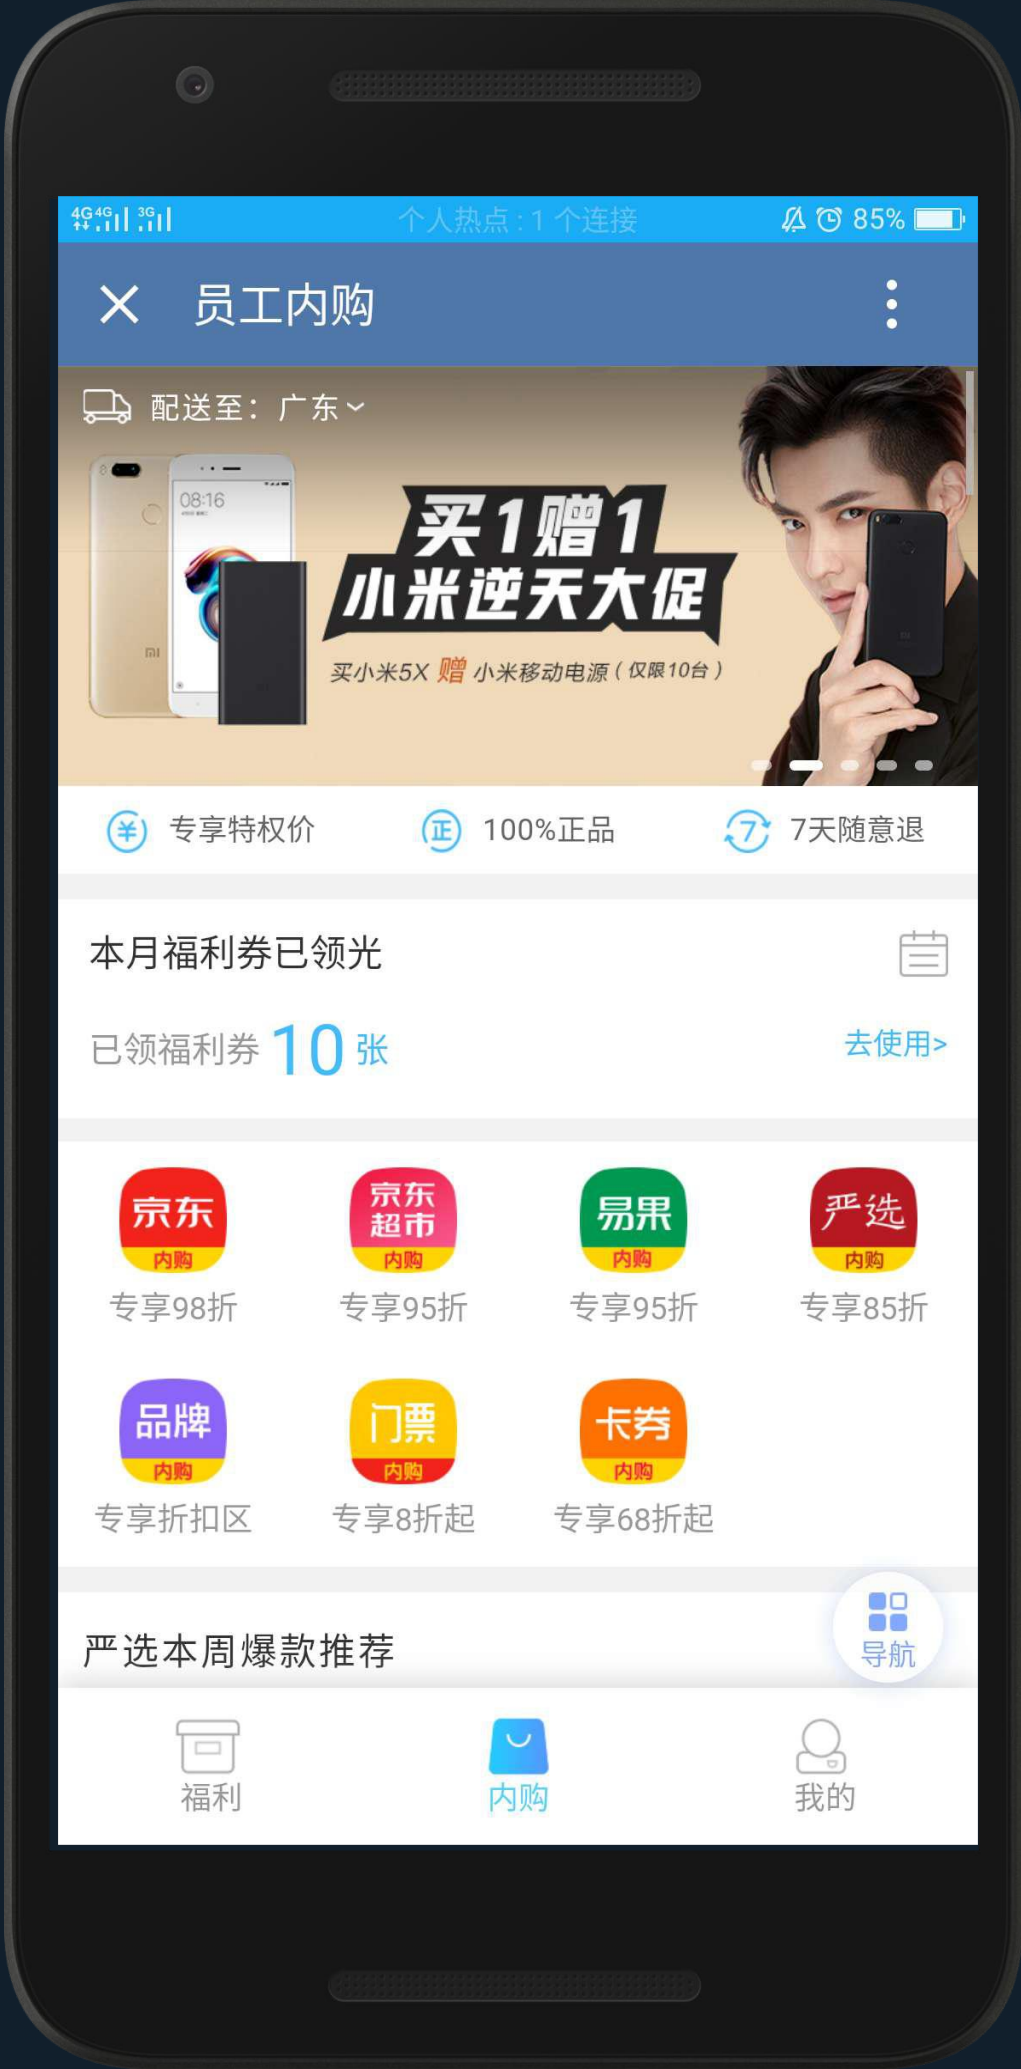 4G 4G 3G 个人热点 : 1 个连接 85%
员工内购
配送至：广东
08:16
买1赠1
小米逆天大促
买小米5X 赠 小米移动电源（仅限10台）
专享特权价 100%正品 7天随意退
本月福利券已领光
已领福利券 10 张 去使用>
京东 内购
京东超市 内购
易果 内购
严选 内购
专享98折 专享95折 专享95折 专享85折
品牌 内购
门票 内购
卡券 内购
专享折扣区 专享8折起 专享68折起
严选本周爆款推荐
导航
福利 内购 我的